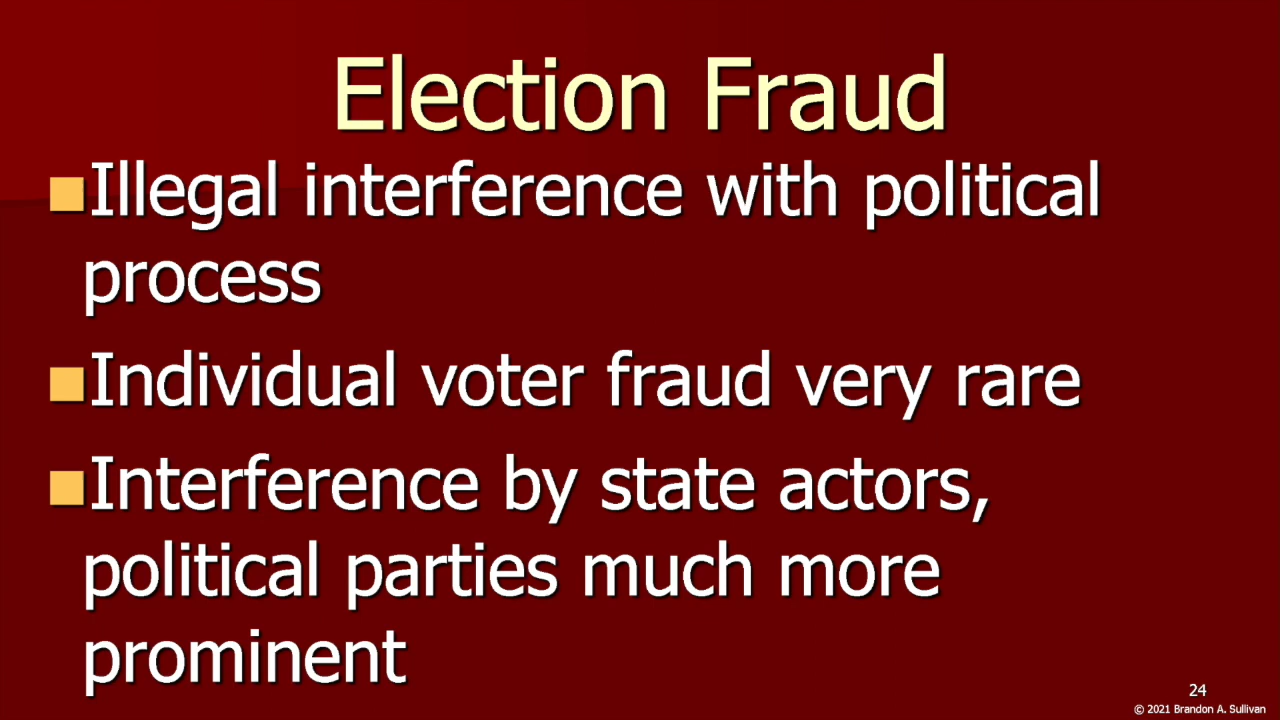 Election Fraud
Illegal interference with political
process
Individual voter fraud very rare
Interference by state actors,
political parties much more
prominent
24
© 2021 Brandon A. Sullivan